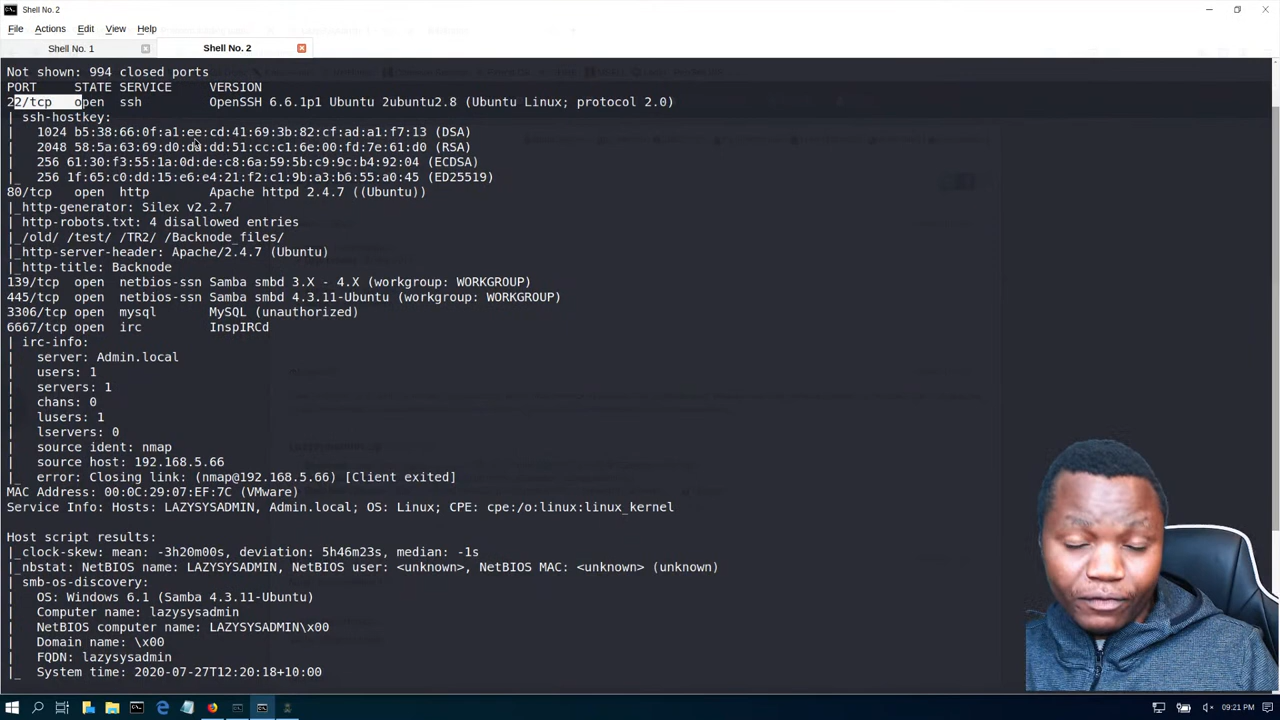 Shell No. 2
File Actions Edit View Help
Shell No. 1
Shell No. 2
Not shown: 994 closed ports
PORT STATE SERVICE VERSION
22/tcp open ssh OpenSSH 6.6.1p1 Ubuntu 2ubuntu2.8 (Ubuntu Linux; protocol 2.0)
| ssh-hostkey:
| 1024 b5:38:66:0f:a1:ee:cd:41:69:3b:82:cf:ad:a1:f7:13 (DSA)
| 2048 58:5a:63:69:d0:da:dd:51:cc:c1:6e:00:fd:7e:61:d0 (RSA)
| 256 61:30:f3:55:1a:0d:de:c8:6a:59:5b:c9:9c:b4:92:04 (ECDSA)
|_ 256 1f:65:c0:dd:15:e6:e4:21:f2:c1:9b:a3:b6:55:a0:45 (ED25519)
80/tcp open http Apache httpd 2.4.7 ((Ubuntu))
|_http-generator: Silex v2.2.7
| http-robots.txt: 4 disallowed entries
|_/old/ /test/ /TR2/ /Backnode_files/
|_http-server-header: Apache/2.4.7 (Ubuntu)
|_http-title: Backnode
139/tcp open netbios-ssn Samba smbd 3.X - 4.X (workgroup: WORKGROUP)
445/tcp open netbios-ssn Samba smbd 4.3.11-Ubuntu (workgroup: WORKGROUP)
3306/tcp open mysql MySQL (unauthorized)
6667/tcp open irc InspIRCd
| irc-info:
| server: Admin.local
| users: 1
| servers: 1
| chans: 0
| lusers: 1
| lservers: 0
| source ident: nmap
| source host: 192.168.5.66
|_ error: Closing link: (nmap@192.168.5.66) [Client exited]
MAC Address: 00:0C:29:07:EF:7C (VMware)
Service Info: Hosts: LAZYSYSADMIN, Admin.local; OS: Linux; CPE: cpe:/o:linux:linux_kernel
Host script results:
|_clock-skew: mean: -3h20m00s, deviation: 5h46m23s, median: -1s
|_nbstat: NetBIOS name: LAZYSYSADMIN, NetBIOS user: <unknown>, NetBIOS MAC: <unknown> (unknown)
| smb-os-discovery:
| OS: Windows 6.1 (Samba 4.3.11-Ubuntu)
| Computer name: lazysysadmin
| NetBIOS computer name: LAZYSYSADMIN\x00
| Domain name: \x00
| FQDN: lazysysadmin
|_ System time: 2020-07-27T12:20:18+10:00
09:21 PM